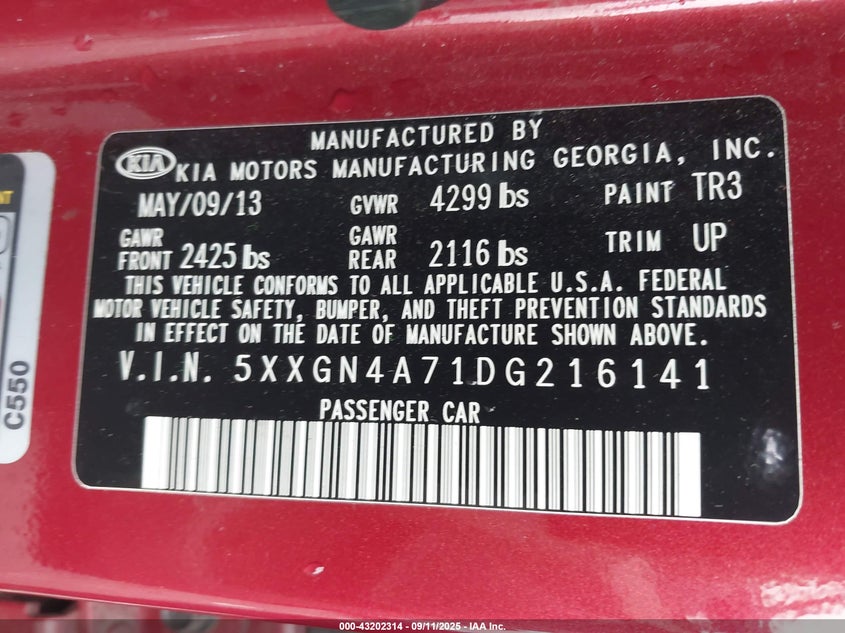 MANUFACTURED BY
KIA KIA MOTORS MANUFACTURING GEORGIA, INC.
MAY/09/13 GVWR 4299 lbs PAINT TR3
GAWR FRONT 2425 lbs GAWR REAR 2116 lbs TRIM UP
THIS VEHICLE CONFORMS TO ALL APPLICABLE U.S.A. FEDERAL
MOTOR VEHICLE SAFETY, BUMPER, AND THEFT PREVENTION STANDARDS
IN EFFECT ON THE DATE OF MANUFACTURE SHOWN ABOVE.
V.I.N. 5XXGN4A71DG216141
PASSENGER CAR
C550
000-43202314 - 09/11/2025 - IAA Inc.